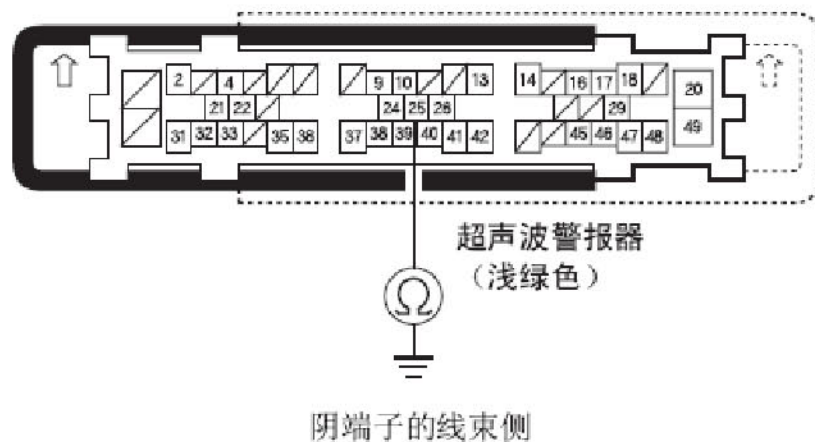 2 4 9 10 13 14 16 17 18 20
21 22 24 25 26 29
31 32 33 35 36 37 38 39 40 41 42 45 46 47 48 49
超声波警报器
（浅绿色）
Ω
阴端子的线束侧